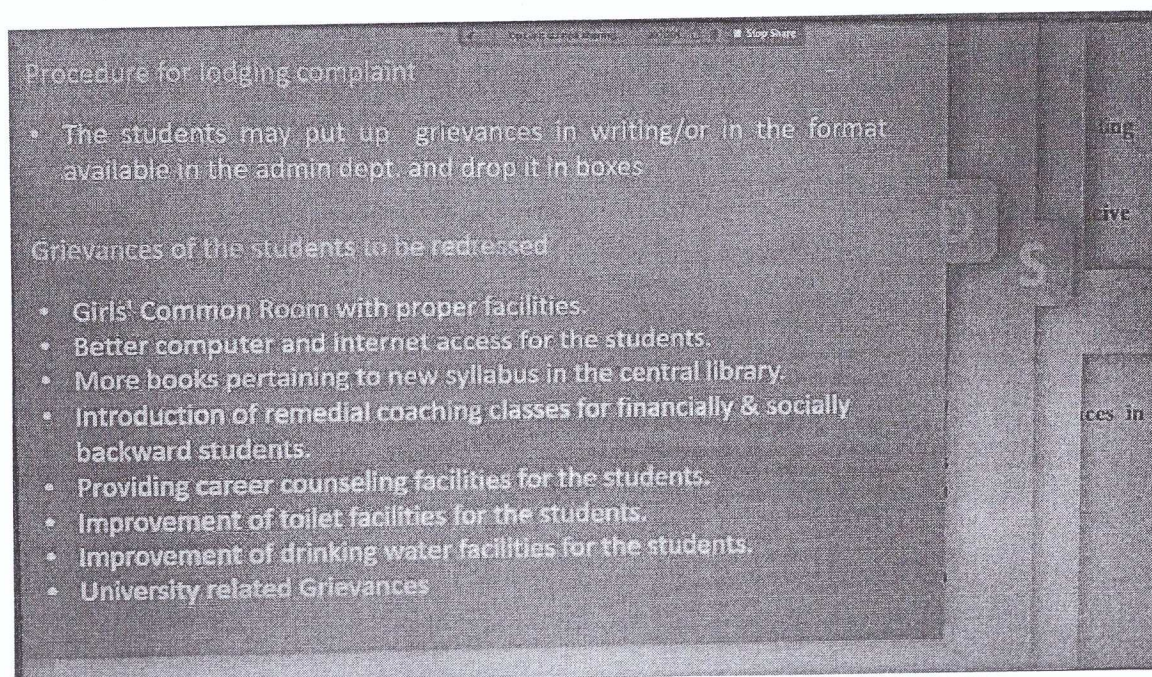 Stop Share
Procedure for lodging complaint
• The students may put up grievances in writing/or in the format
available in the admin dept. and drop it in boxes
Grievances of the students to be redressed
• Girls' Common Room with proper facilities.
• Better computer and internet access for the students.
• More books pertaining to new syllabus in the central library.
• Introduction of remedial coaching classes for financially & socially
backward students.
• Providing career counseling facilities for the students.
• Improvement of toilet facilities for the students.
• Improvement of drinking water facilities for the students.
• University related Grievances
S
ting
ces in